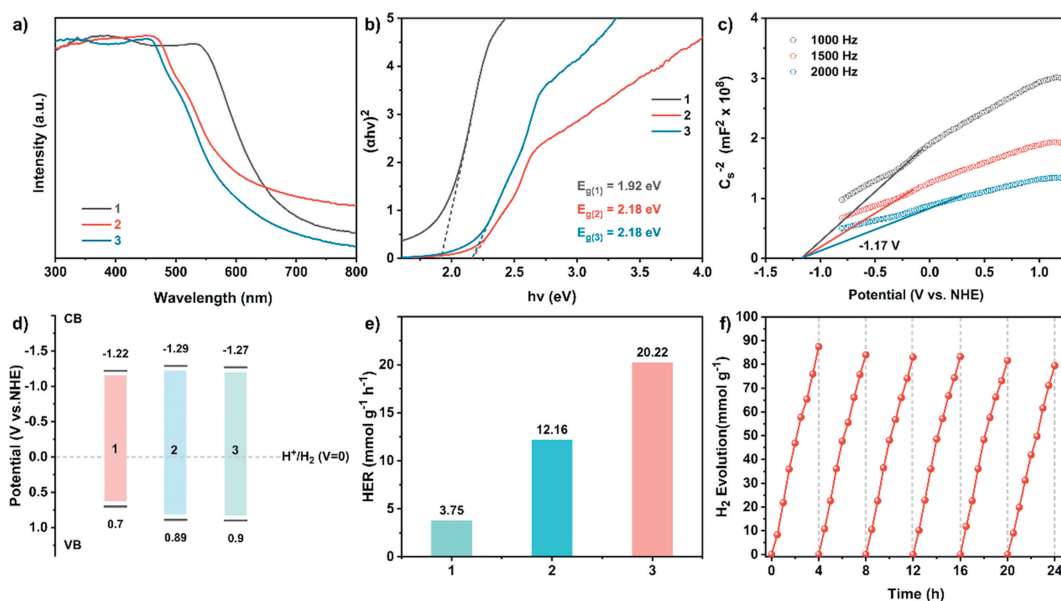 a)
Intensity (a.u.)
1
2
3
300 400 500 600 700 800
Wavelength (nm)
b)
(αhv)²
5
4
3
2
1
0
1
2
3
Eg(1) = 1.92 eV
Eg(2) = 2.18 eV
Eg(3) = 2.18 eV
2.0 2.5 3.0 3.5 4.0
hv (eV)
c)
Cs⁻² (mF² x 10⁸)
5
4
3
2
1
0
1000 Hz
1500 Hz
2000 Hz
-1.17 V
-1.5 -1.0 -0.5 0.0 0.5 1.0
Potential (V vs. NHE)
d)
CB
Potential (V vs.NHE)
-1.5
-1.0
-0.5
0.0
0.5
1.0
-1.22 -1.29 -1.27
1 2 3
H⁺/H₂ (V=0)
0.7 0.89 0.9
VB
e)
HER (mmol g⁻¹ h⁻¹)
20
15
10
5
0
3.75
12.16
20.22
1 2 3
f)
H₂ Evolution(mmol g⁻¹)
100
90
80
70
60
50
40
30
20
10
0
0 4 8 12 16 20 24
Time (h)